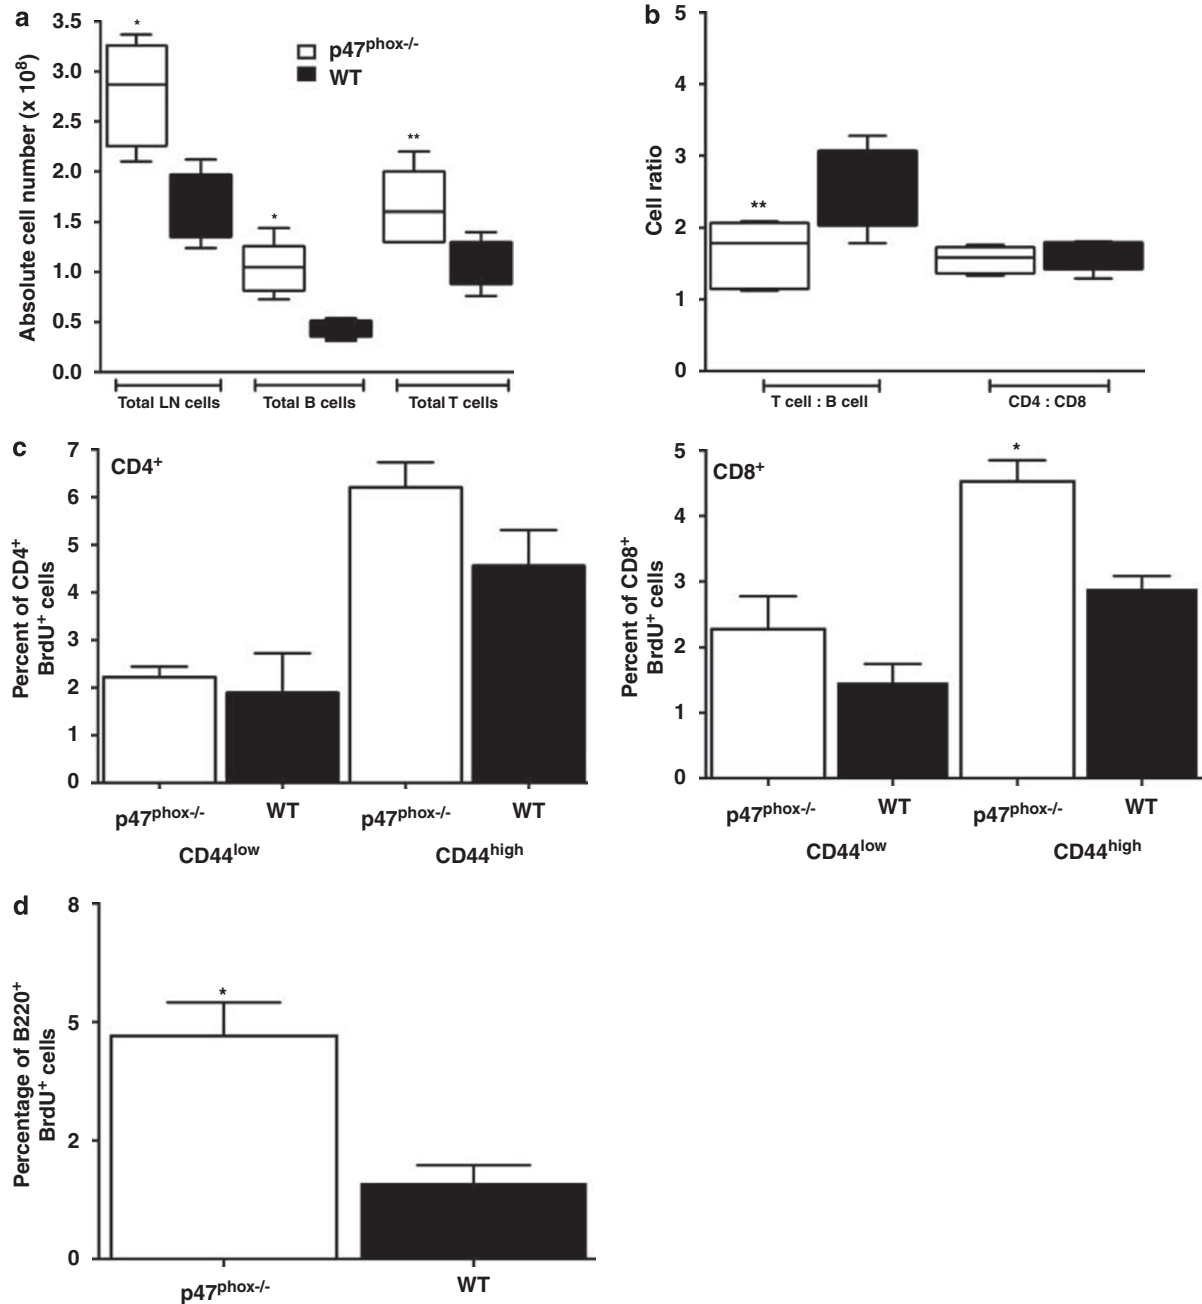 a
Absolute cell number (x 10⁸)
3.5
3.0
2.5
2.0
1.5
1.0
0.5
0.0
*
*
**
p47phox-/-
WT
Total LN cells
Total B cells
Total T cells
b
Cell ratio
5
4
3
2
1
0
**
T cell : B cell
CD4 : CD8
c
CD4+
Percent of CD4+
BrdU+ cells
7
6
5
4
3
2
1
0
p47phox-/-
WT
p47phox-/-
WT
CD44low
CD44high
CD8+
Percent of CD8+
BrdU+ cells
5
4
3
2
1
0
*
p47phox-/-
WT
p47phox-/-
WT
CD44low
CD44high
d
Percentage of B220+
BrdU+ cells
8
5
2
0
*
p47phox-/-
WT